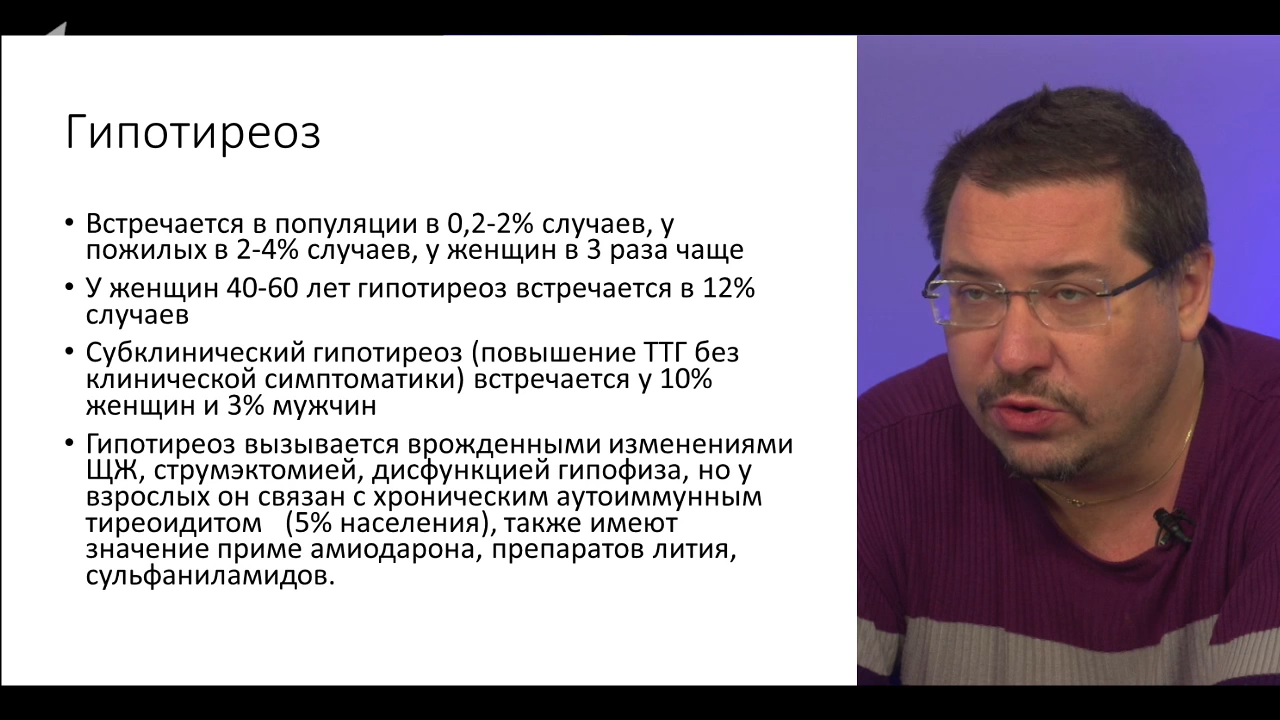 Гипотиреоз
• Встречается в популяции в 0,2-2% случаев, у
пожилых в 2-4% случаев, у женщин в 3 раза чаще
• У женщин 40-60 лет гипотиреоз встречается в 12%
случаев
• Субклинический гипотиреоз (повышение ТТГ без
клинической симптоматики) встречается у 10%
женщин и 3% мужчин
• Гипотиреоз вызывается врожденными изменениями
ЩЖ, струмэктомией, дисфункцией гипофиза, но у
взрослых он связан с хроническим аутоиммунным
тиреоидитом (5% населения), также имеют
значение приме амиодарона, препаратов лития,
сульфаниламидов.